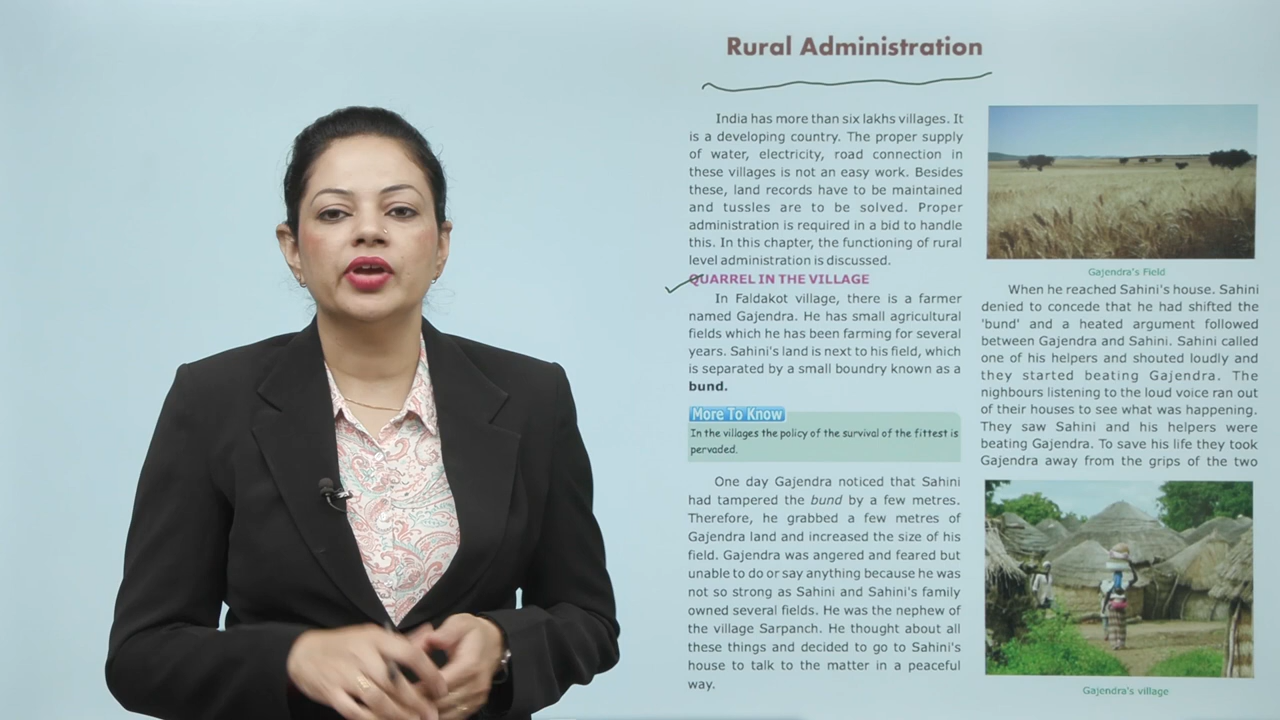 Rural Administration
India has more than six lakhs villages. It
is a developing country. The proper supply
of water, electricity, road connection in
these villages is not an easy work. Besides
these, land records have to be maintained
and tussles are to be solved. Proper
administration is required in a bid to handle
this. In this chapter, the functioning of rural
level administration is discussed.
QUARREL IN THE VILLAGE
In Faldakot village, there is a farmer
named Gajendra. He has small agricultural
fields which he has been farming for several
years. Sahini's land is next to his field, which
is separated by a small boundry known as a
bund.
More To Know
In the villages the policy of the survival of the fittest is
pervaded.
One day Gajendra noticed that Sahini
had tampered the bund by a few metres.
Therefore, he grabbed a few metres of
Gajendra land and increased the size of his
field. Gajendra was angered and feared but
unable to do or say anything because he was
not so strong as Sahini and Sahini's family
owned several fields. He was the nephew of
the village Sarpanch. He thought about all
these things and decided to go to Sahini's
house to talk to the matter in a peaceful
way.
Gajendra's Field
When he reached Sahini's house. Sahini
denied to concede that he had shifted the
'bund' and a heated argument followed
between Gajendra and Sahini. Sahini called
one of his helpers and shouted loudly and
they started beating Gajendra. The
neighbours listening to the loud voice ran out
of their houses to see what was happening.
They saw Sahini and his helpers were
beating Gajendra. To save his life they took
Gajendra away from the grips of the two
Gajendra's village